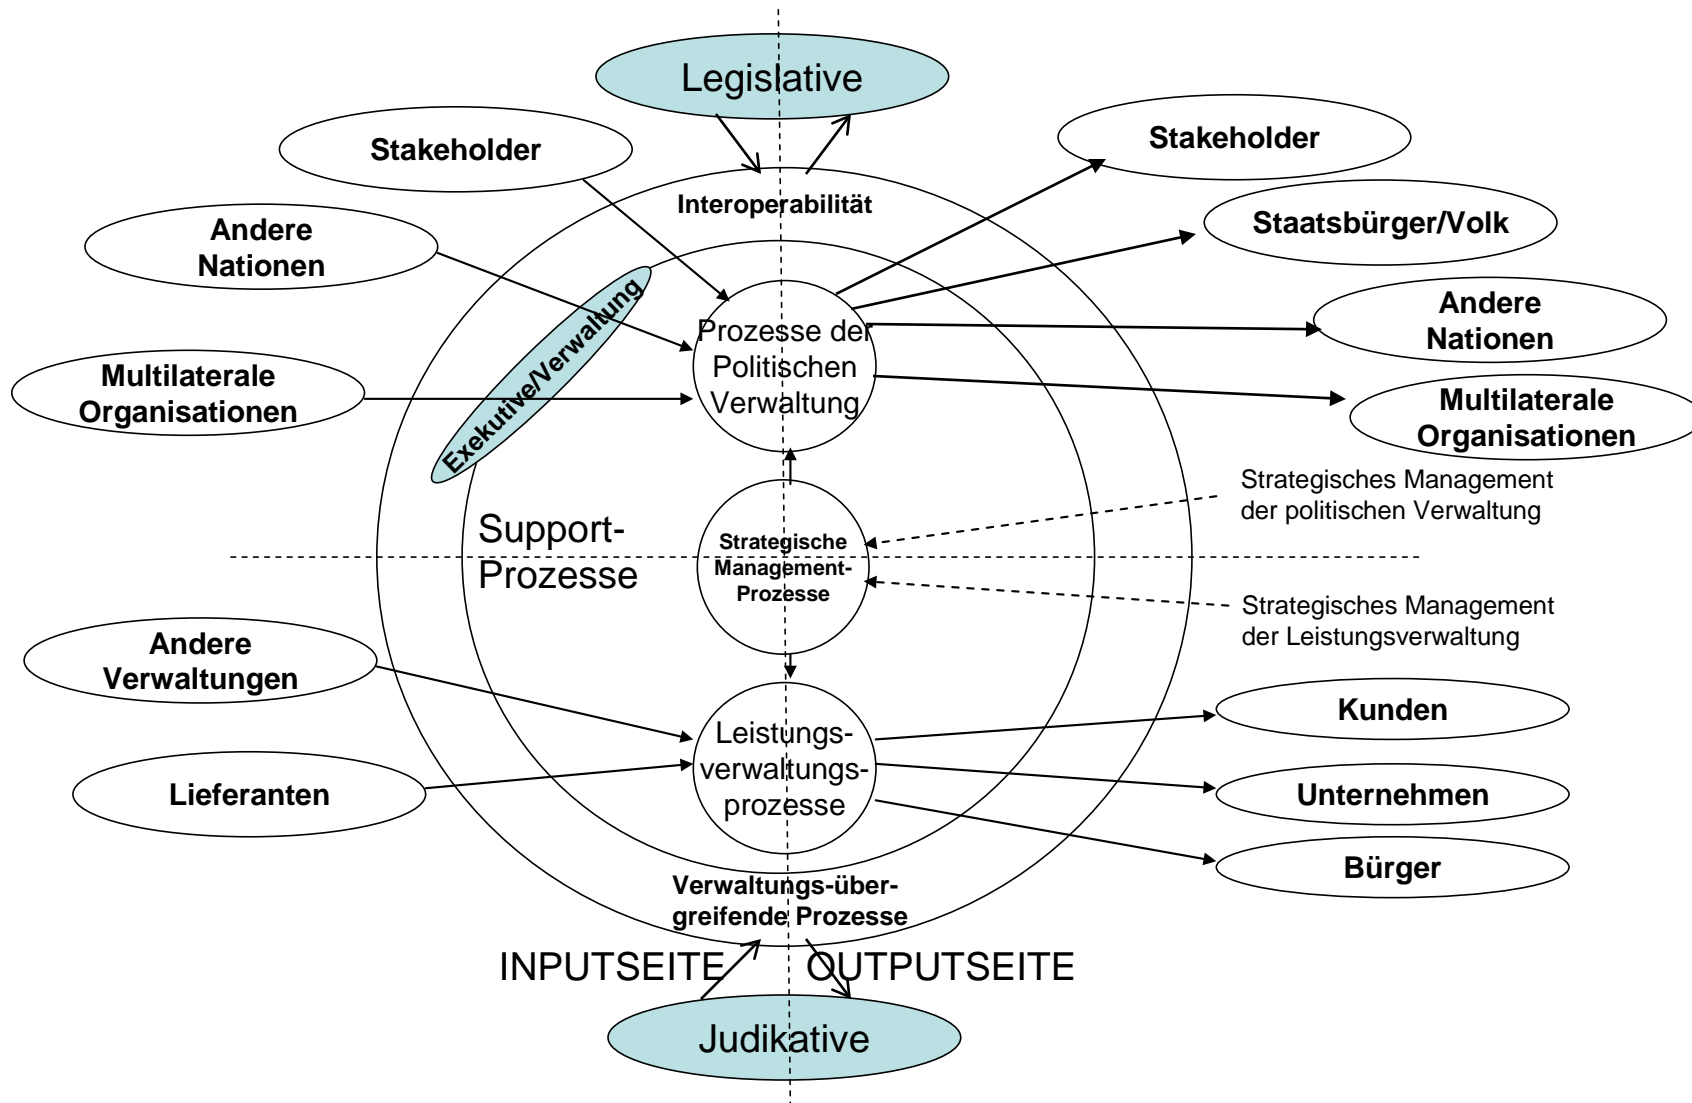 Legislative
Stakeholder
Stakeholder
Interoperabilität
Andere
Nationen
Staatsbürger/Volk
Exekutive/Verwaltung
Prozesse der
Politischen
Verwaltung
Andere
Nationen
Multilaterale
Organisationen
Multilaterale
Organisationen
Strategisches Management
der politischen Verwaltung
Support-
Prozesse
Strategische
Management-
Prozesse
Strategisches Management
der Leistungsverwaltung
Andere
Verwaltungen
Leistungs-
verwaltungs-
prozesse
Kunden
Lieferanten
Unternehmen
Bürger
Verwaltungs-über-
greifende Prozesse
INPUTSEITE
OUTPUTSEITE
Judikative